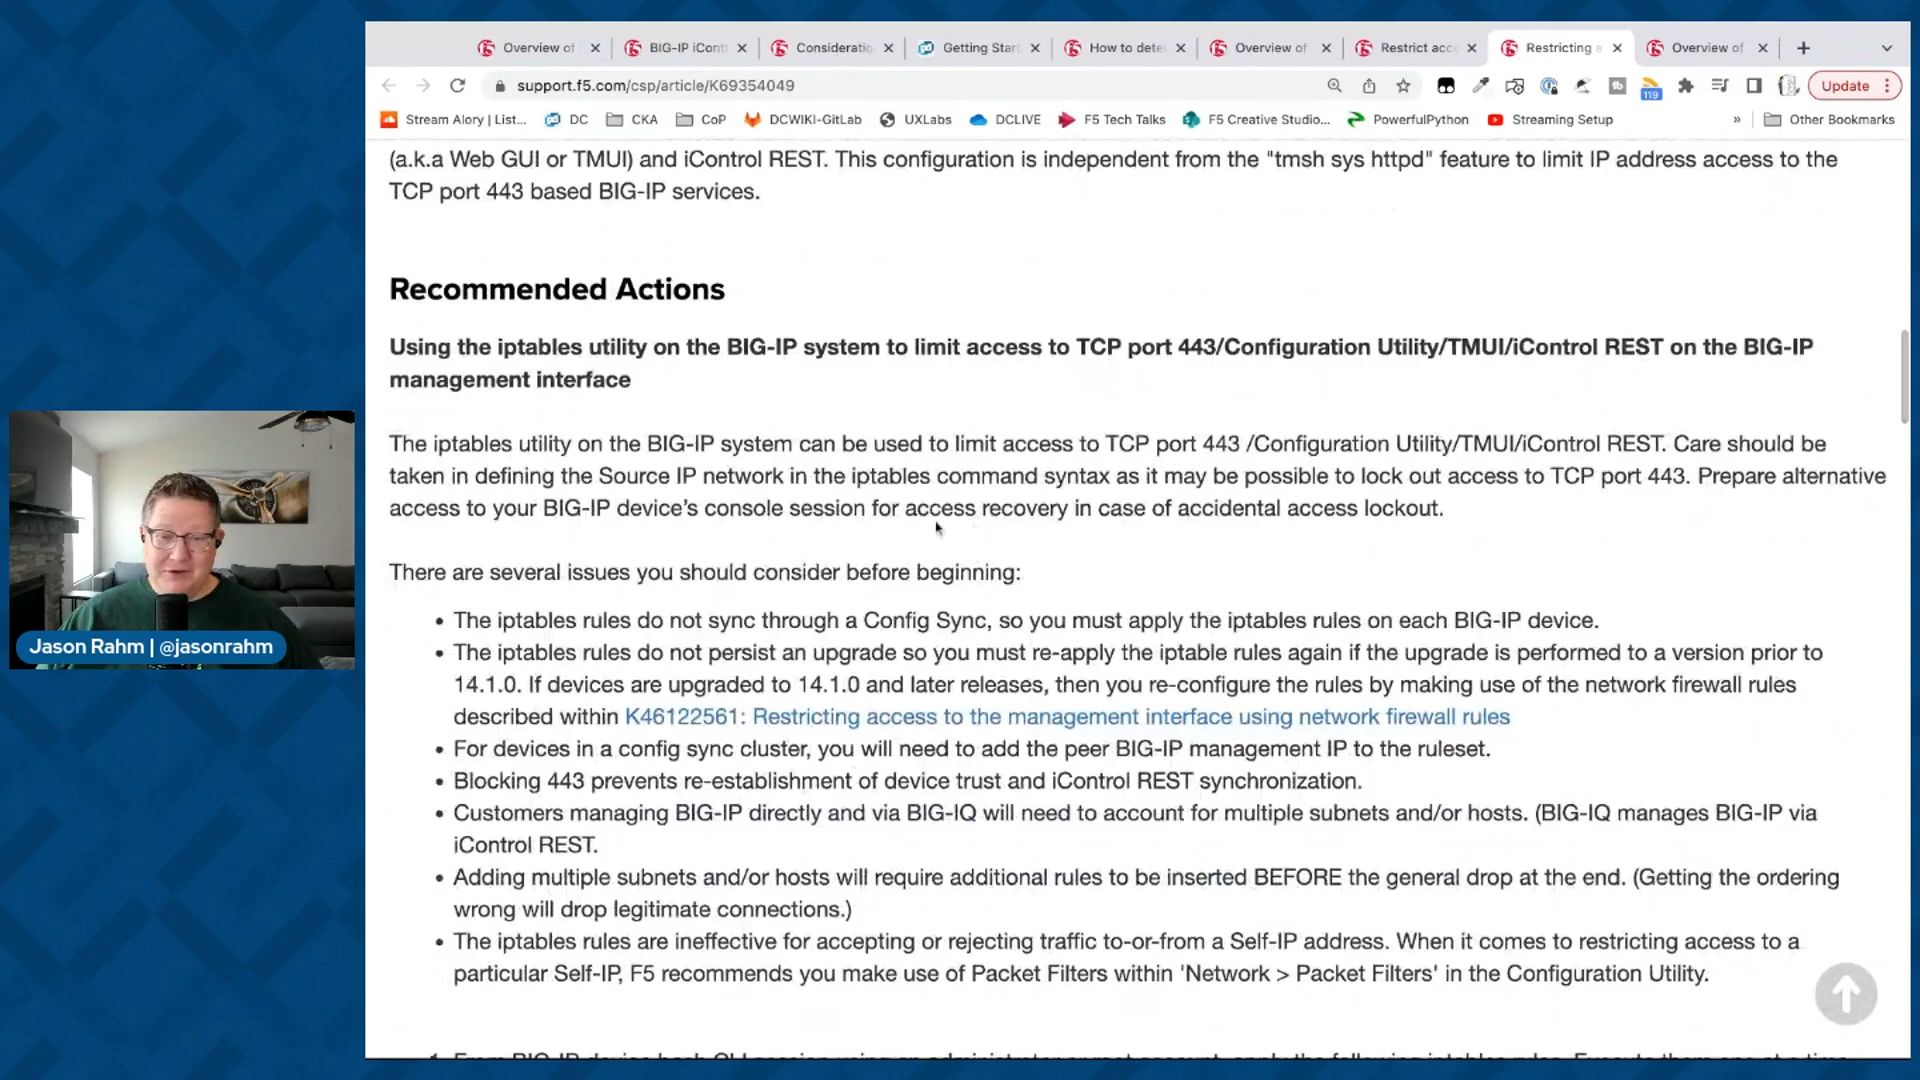 Overview of
BIG-IP iCont
Consideratio
Getting Star
How to dete
Overview of
Restrict acc
Restricting a
Overview of
support.f5.com/csp/article/K69354049
119
Update
Stream Alory | List...
DC
CKA
CoP
DCWIKI-GitLab
UXLabs
DCLIVE
F5 Tech Talks
F5 Creative Studio...
PowerfulPython
Streaming Setup
»
Other Bookmarks
(a.k.a Web GUI or TMUI) and iControl REST. This configuration is independent from the "tmsh sys httpd" feature to limit IP address access to the
TCP port 443 based BIG-IP services.
Recommended Actions
Using the iptables utility on the BIG-IP system to limit access to TCP port 443/Configuration Utility/TMUI/iControl REST on the BIG-IP
management interface
The iptables utility on the BIG-IP system can be used to limit access to TCP port 443 /Configuration Utility/TMUI/iControl REST. Care should be
taken in defining the Source IP network in the iptables command syntax as it may be possible to lock out access to TCP port 443. Prepare alternative
access to your BIG-IP device’s console session for access recovery in case of accidental access lockout.
There are several issues you should consider before beginning:
• The iptables rules do not sync through a Config Sync, so you must apply the iptables rules on each BIG-IP device.
• The iptables rules do not persist an upgrade so you must re-apply the iptable rules again if the upgrade is performed to a version prior to
14.1.0. If devices are upgraded to 14.1.0 and later releases, then you re-configure the rules by making use of the network firewall rules
described within K46122561: Restricting access to the management interface using network firewall rules
• For devices in a config sync cluster, you will need to add the peer BIG-IP management IP to the ruleset.
• Blocking 443 prevents re-establishment of device trust and iControl REST synchronization.
• Customers managing BIG-IP directly and via BIG-IQ will need to account for multiple subnets and/or hosts. (BIG-IQ manages BIG-IP via
iControl REST.
• Adding multiple subnets and/or hosts will require additional rules to be inserted BEFORE the general drop at the end. (Getting the ordering
wrong will drop legitimate connections.)
• The iptables rules are ineffective for accepting or rejecting traffic to-or-from a Self-IP address. When it comes to restricting access to a
particular Self-IP, F5 recommends you make use of Packet Filters within 'Network > Packet Filters' in the Configuration Utility.
Jason Rahm | @jasonrahm